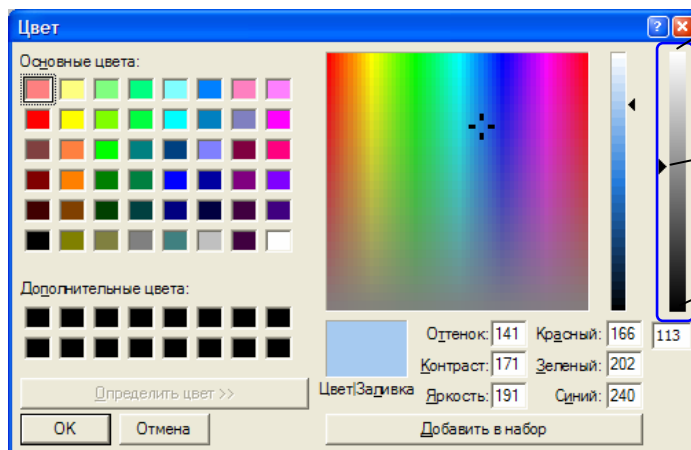 Цвет
Основные цвета:
Дополнительные цвета:
Определить цвет >>
OK
Отмена
Цвет|Заливка
Оттенок: 141
Контраст: 171
Яркость: 191
Красный: 166
Зеленый: 202
Синий: 240
113
Добавить в набор